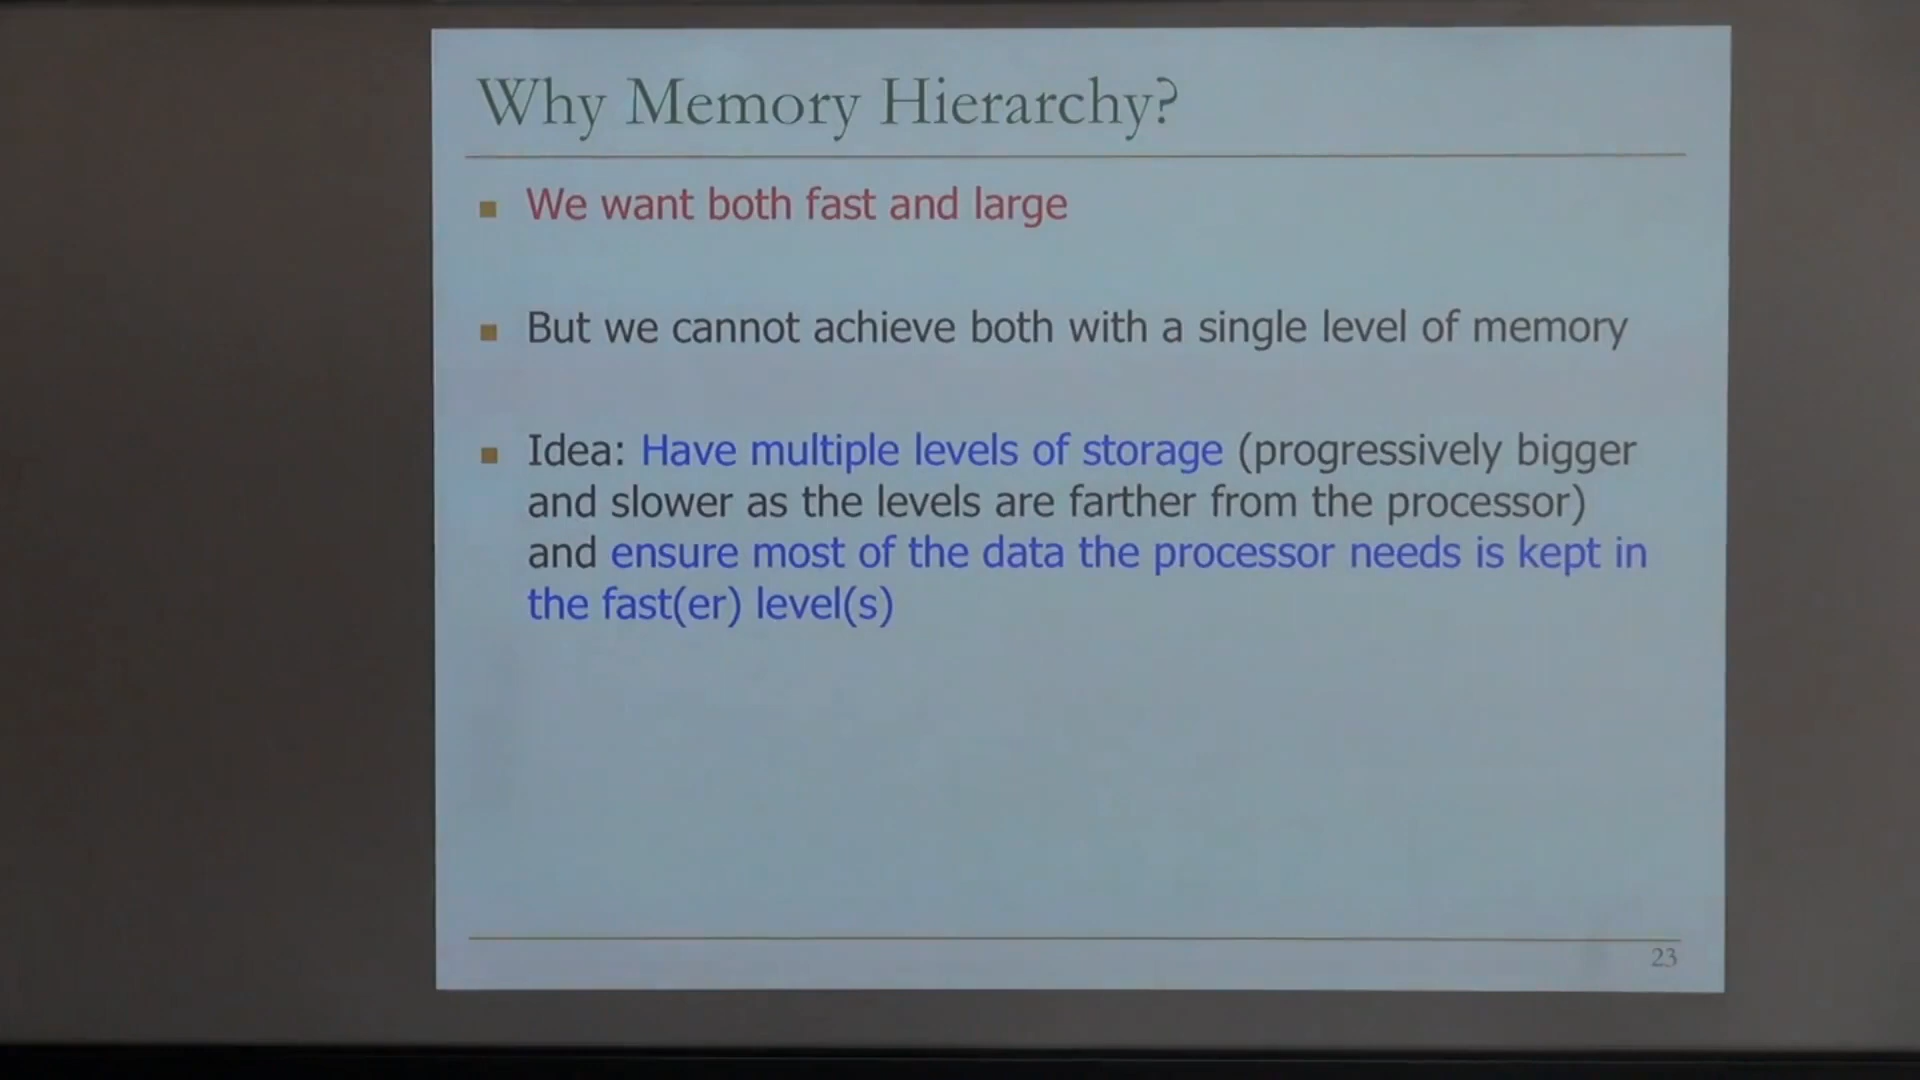 Why Memory Hierarchy?
We want both fast and large
But we cannot achieve both with a single level of memory
Idea: Have multiple levels of storage (progressively bigger
and slower as the levels are farther from the processor)
and ensure most of the data the processor needs is kept in
the fast(er) level(s)
23